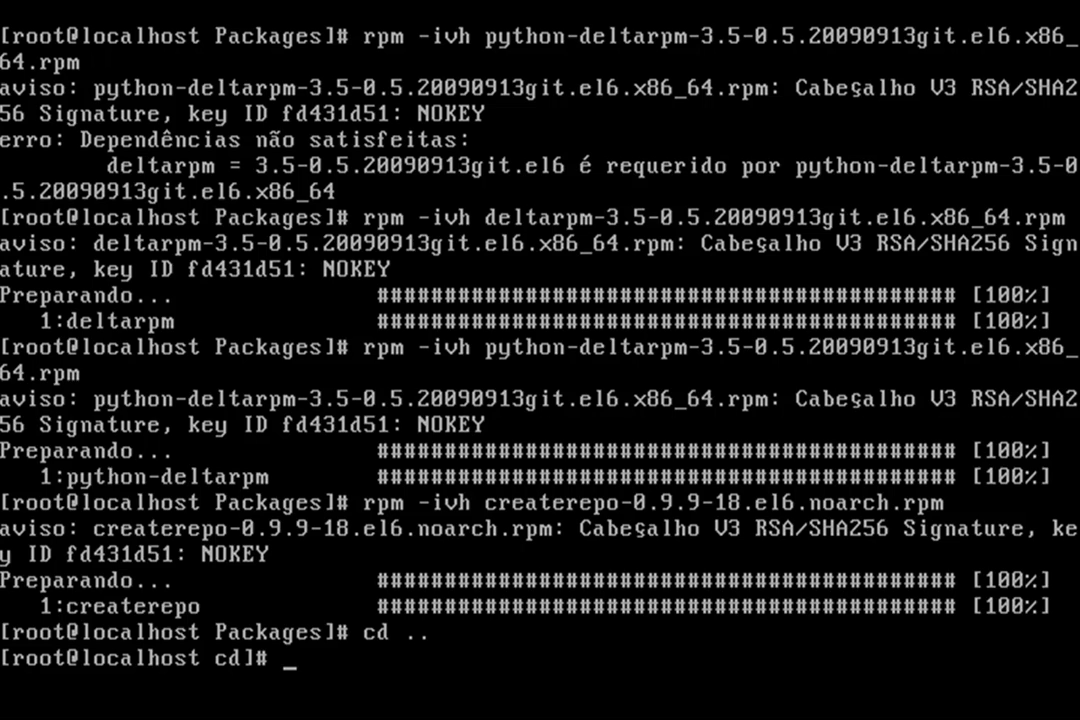 [root@localhost Packages]# rpm -ivh python-deltarpm-3.5-0.5.20090913git.el6.x86_
64.rpm
aviso: python-deltarpm-3.5-0.5.20090913git.el6.x86_64.rpm: Cabeçalho V3 RSA/SHA2
56 Signature, key ID fd431d51: NOKEY
erro: Dependências não satisfeitas:
        deltarpm = 3.5-0.5.20090913git.el6 é requerido por python-deltarpm-3.5-0
.5.20090913git.el6.x86_64
[root@localhost Packages]# rpm -ivh deltarpm-3.5-0.5.20090913git.el6.x86_64.rpm
aviso: deltarpm-3.5-0.5.20090913git.el6.x86_64.rpm: Cabeçalho V3 RSA/SHA256 Sign
ature, key ID fd431d51: NOKEY
Preparando...               ########################################### [100%]
   1:deltarpm               ########################################### [100%]
[root@localhost Packages]# rpm -ivh python-deltarpm-3.5-0.5.20090913git.el6.x86_
64.rpm
aviso: python-deltarpm-3.5-0.5.20090913git.el6.x86_64.rpm: Cabeçalho V3 RSA/SHA2
56 Signature, key ID fd431d51: NOKEY
Preparando...               ########################################### [100%]
   1:python-deltarpm        ########################################### [100%]
[root@localhost Packages]# rpm -ivh createrepo-0.9.9-18.el6.noarch.rpm
aviso: createrepo-0.9.9-18.el6.noarch.rpm: Cabeçalho V3 RSA/SHA256 Signature, ke
y ID fd431d51: NOKEY
Preparando...               ########################################### [100%]
   1:createrepo             ########################################### [100%]
[root@localhost Packages]# cd ..
[root@localhost cd]# _